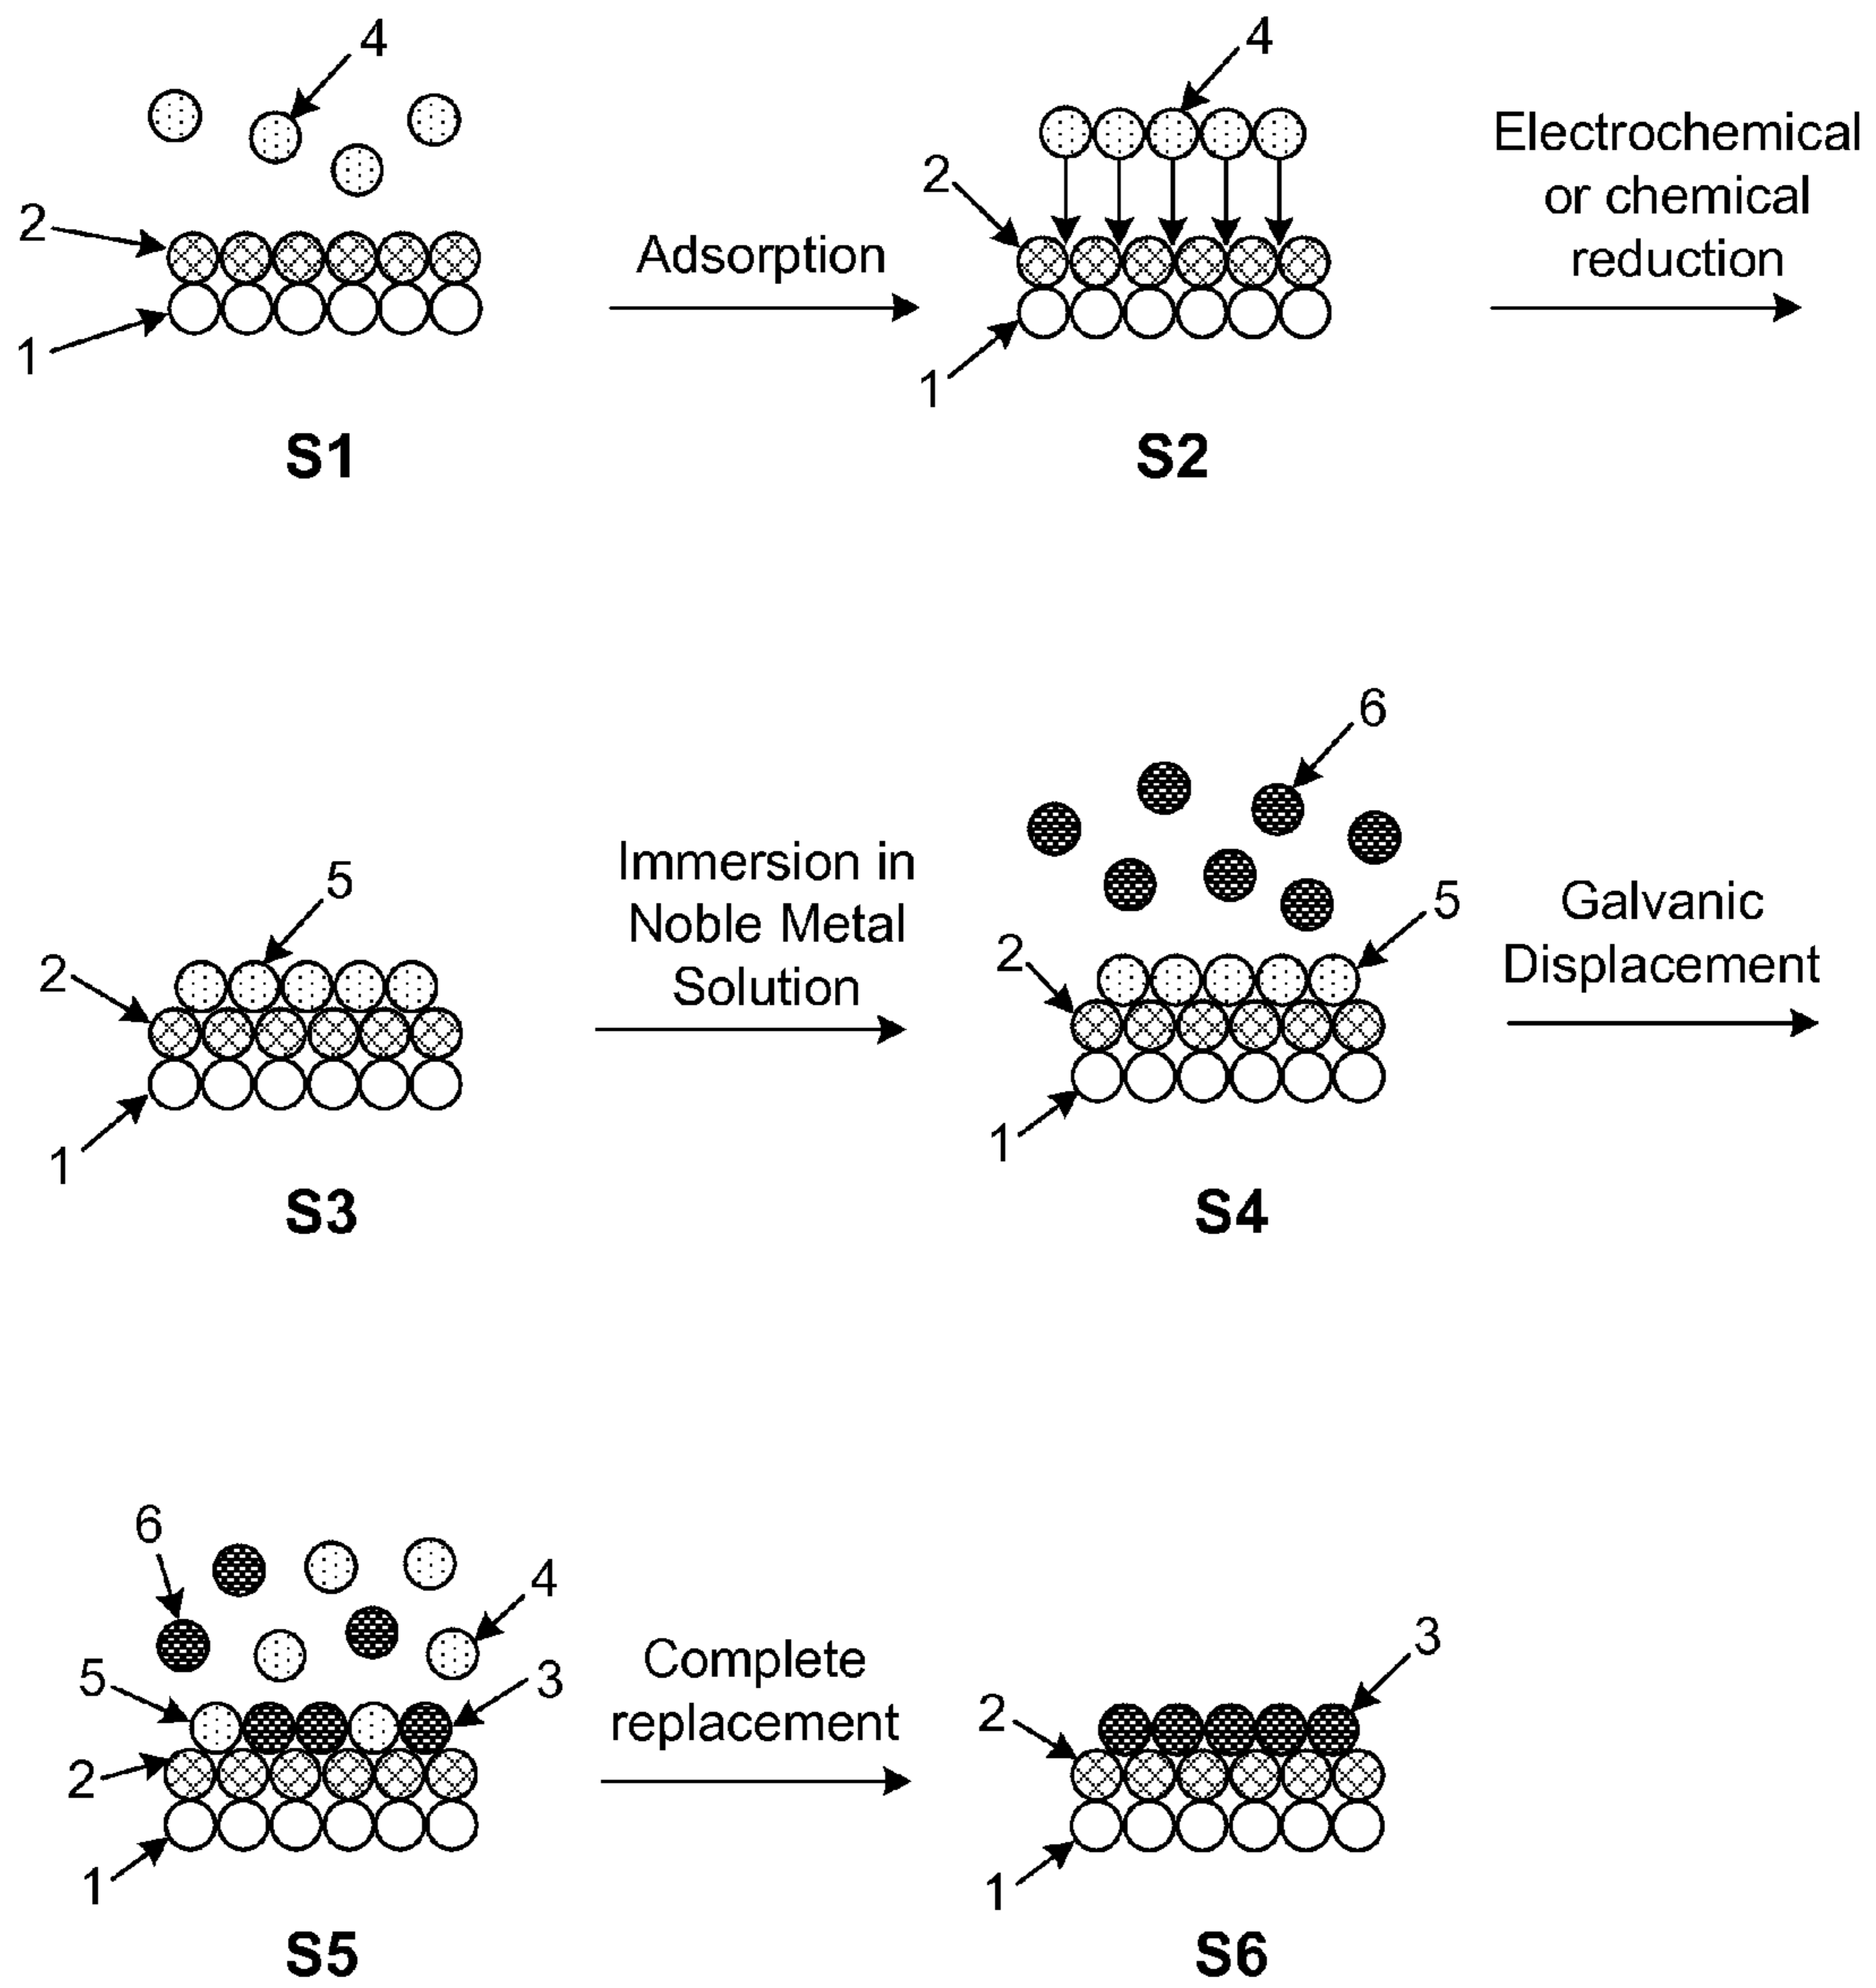 4
2
1
S1
Adsorption
4
2
1
S2
Electrochemical
or chemical
reduction
5
2
1
S3
Immersion in
Noble Metal
Solution
6
5
2
1
S4
Galvanic
Displacement
6
4
5
3
2
1
S5
Complete
replacement
3
2
1
S6